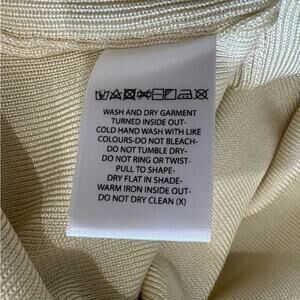 WASH AND DRY GARMENT
TURNED INSIDE OUT-
COLD HAND WASH WITH LIKE
COLOURS-DO NOT BLEACH-
DO NOT TUMBLE DRY-
DO NOT RING OR TWIST-
PULL TO SHAPE-
DRY FLAT IN SHADE-
WARM IRON INSIDE OUT-
DO NOT DRY CLEAN (X)